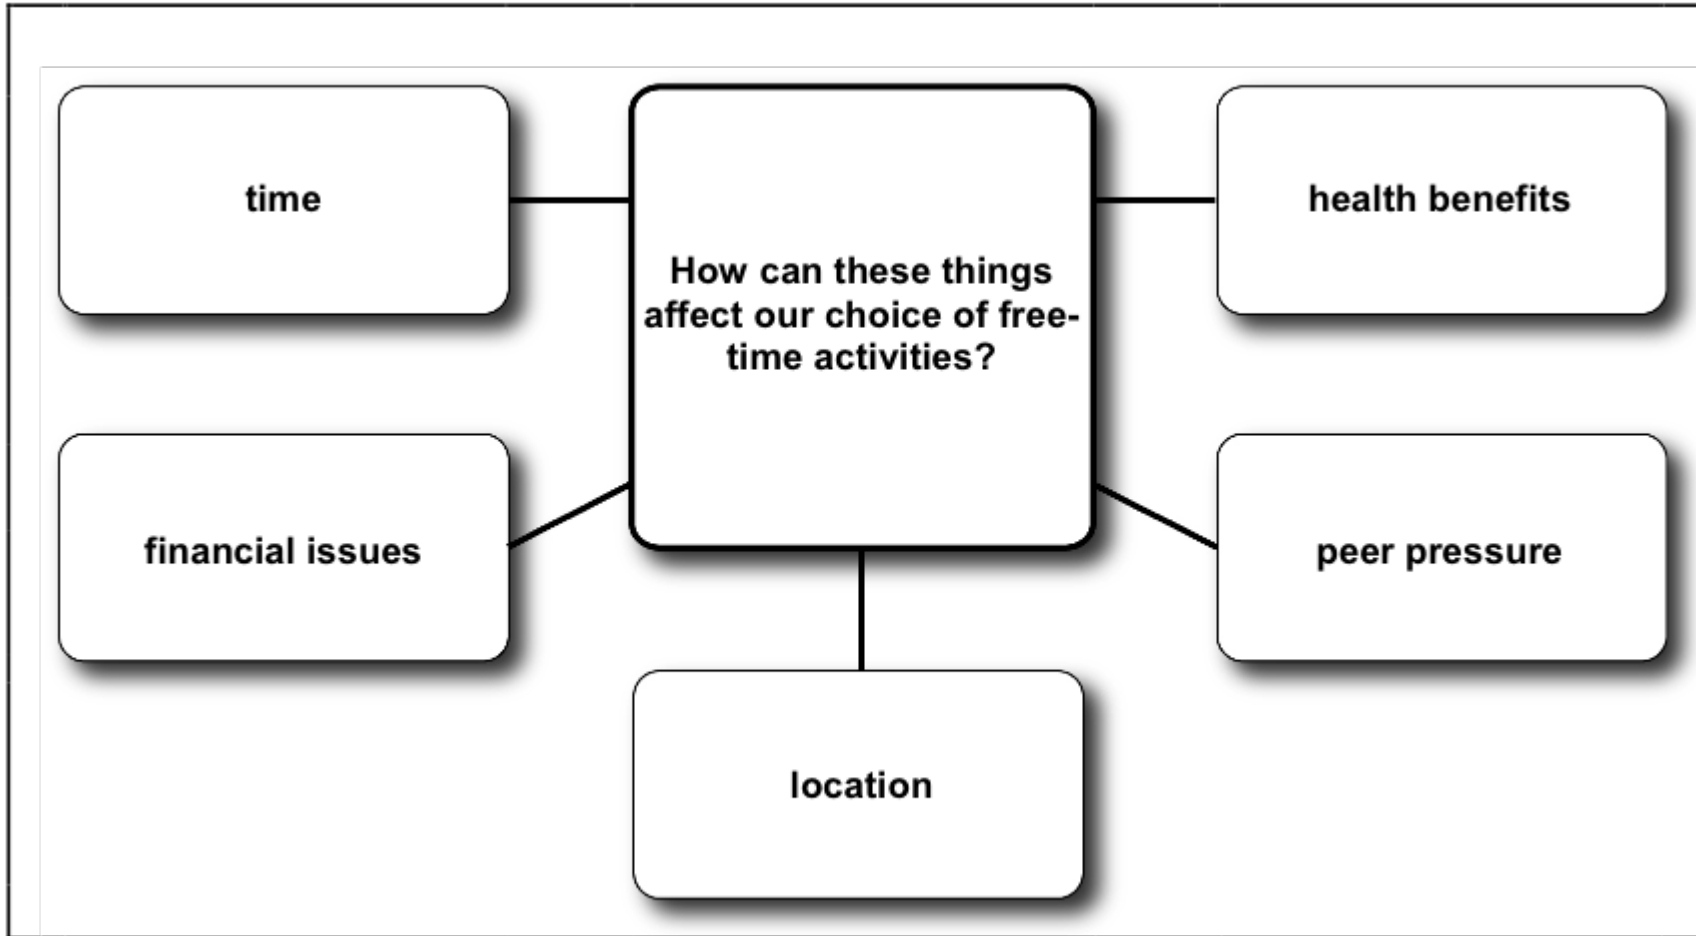 time
How can these things
affect our choice of free-
time activities?
health benefits
financial issues
peer pressure
location